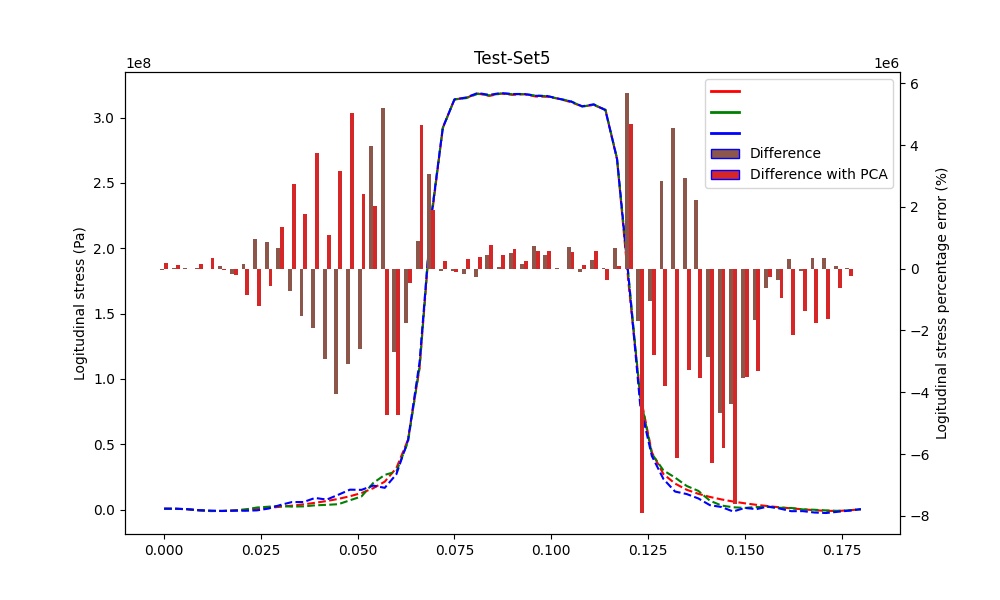 Test-Set5
1e8
1e6
Logitudinal stress (Pa)
3.0
2.5
2.0
1.5
1.0
0.5
0.0
Difference
Difference with PCA
6
4
2
0
−2
−4
−6
−8
Logitudinal stress percentage error (%)
0.000 0.025 0.050 0.075 0.100 0.125 0.150 0.175